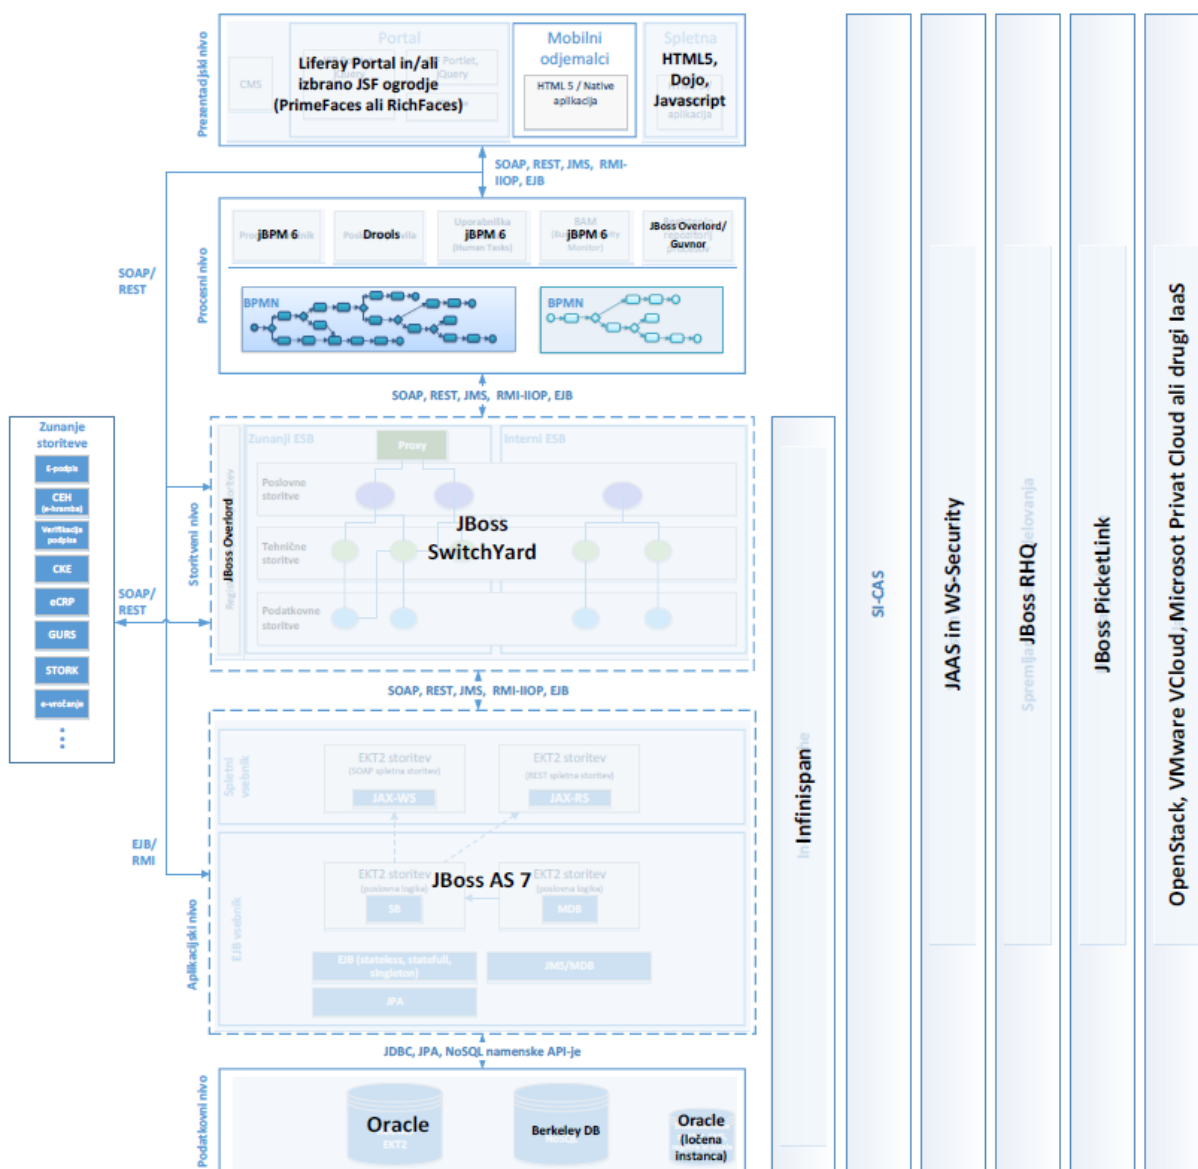 Prezentacijski nivo
Portal
CMS
Liferay Portal in/ali
izbrano JSF ogrodje
(PrimeFaces ali RichFaces)
Portlet,
jQuery
jQuery
Mobilni
odjemalci
HTML 5 / Native
aplikacija
Spletna
HTML5,
Dojo,
Javascript
aplikacija
SOAP, REST, JMS, RMI-
IIOP, EJB
Procesni nivo
jBPM 6
Drools
Uporabniška
jBPM 6
(Human Tasks)
BAM
jBPM 6
Monitor)
JBoss Overlord/
Guvnor
BPMN
BPMN
SOAP/
REST
SOAP, REST, JMS, RMI-IIOP, EJB
Zunanje
storiteve
E-podpis
CEH
(e-hramba)
Verifikacija
podpisa
CKE
eCRP
GURS
STORK
e-vročanje
...
SOAP/
REST
Storitveni nivo
JBoss Overlord
Zunanji ESB
Interni ESB
Proxy
Poslovne
storitve
Tehnične
storitve
Podatkovne
storitve
JBoss
SwitchYard
SOAP, REST, JMS, RMI-IIOP, EJB
Aplikacijski nivo
Spletni
vsebnik
EKT2 storitev
(SOAP spletna storitev)
JAX-WS
EKT2 storitev
(REST spletna storitev)
JAX-RS
EJB/
RMI
EJB vsebnik
EKT2 storitev
(poslovna logika)
SB
JBoss AS 7
EKT2 storitev
(poslovna logika)
MDB
EJB (stateless, statefull,
singleton)
JMS/MDB
JPA
JDBC, JPA, NoSQL namenske API-je
Podatkovni nivo
Oracle
EKT2
Berkeley DB
NoSQL
Oracle
(ločena
instanca)
Infinispan
SI-CAS
JAAS in WS-Security
JBoss RHQ
JBoss PicketLink
OpenStack, VMware VCloud, Microsot Privat Cloud ali drugi IaaS